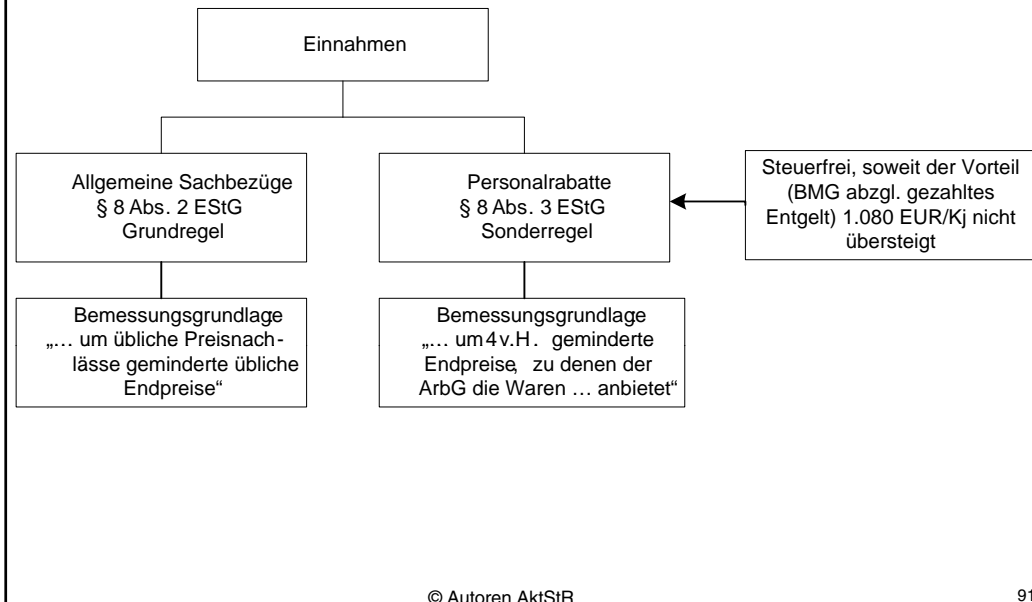 Einnahmen
Allgemeine Sachbezüge
§ 8 Abs. 2 EStG
Grundregel
Personalrabatte
§ 8 Abs. 3 EStG
Sonderregel
Steuerfrei, soweit der Vorteil
(BMG abzgl. gezahltes
Entgelt) 1.080 EUR/Kj nicht
übersteigt
Bemessungsgrundlage
„… um übliche Preisnach-
lässe geminderte übliche
Endpreise“
Bemessungsgrundlage
„… um 4 v.H. geminderte
Endpreise, zu denen der
ArbG die Waren … anbietet“
© Autoren AktStR
91